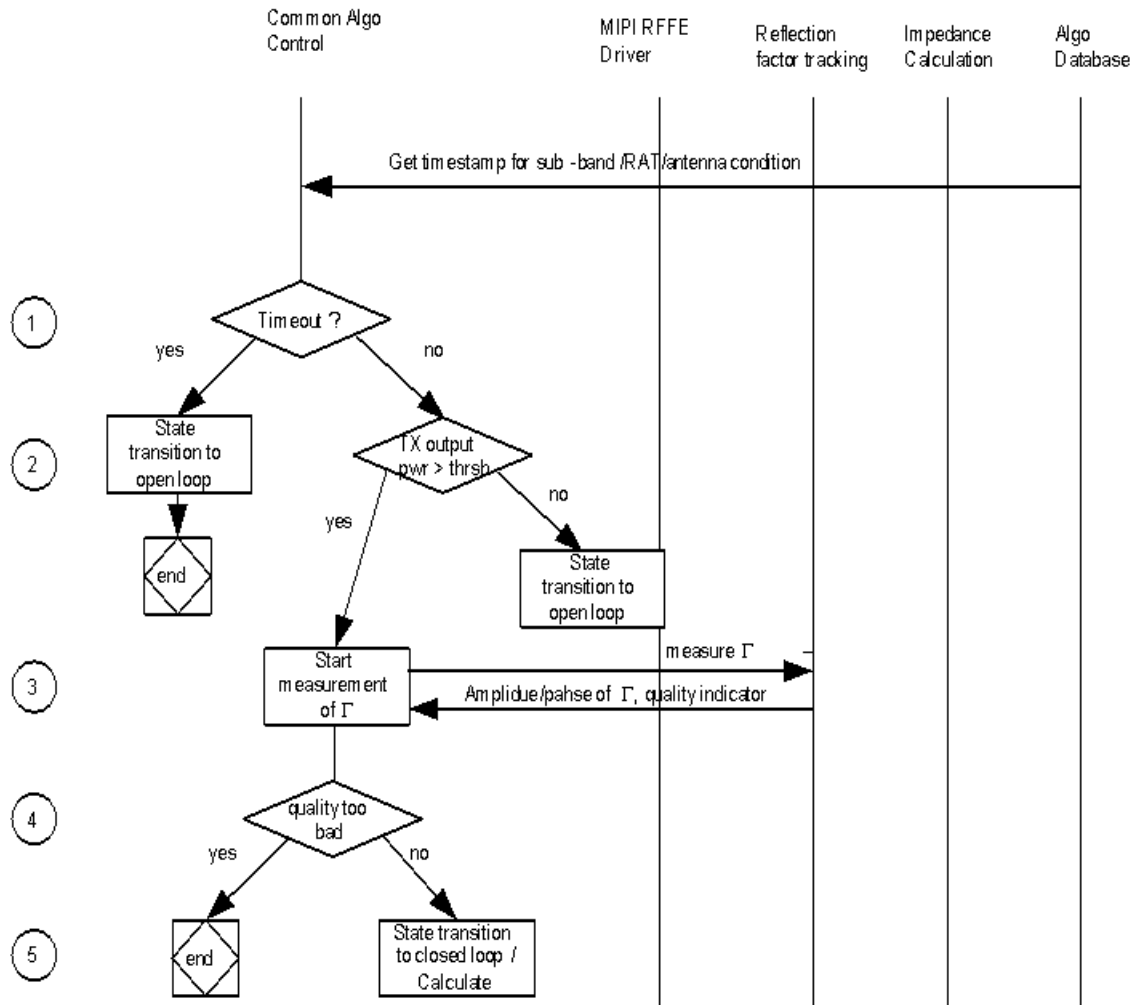 Common Algo
Control
MIPI RFFE
Driver
Reflection
factor tracking
Impedance
Calculation
Algo
Database
Get timestamp for sub -band /RAT/antenna condition
1
Timeout ?
yes
no
2
State
transition to
open loop
TX output
pwr > thrsh
no
yes
end
State
transition to
open loop
3
Start
measurement
of Γ
measure Γ
Amplidue/pahse of Γ, quality indicator
4
quality too
bad
yes
no
5
end
State transition
to closed loop /
Calculate